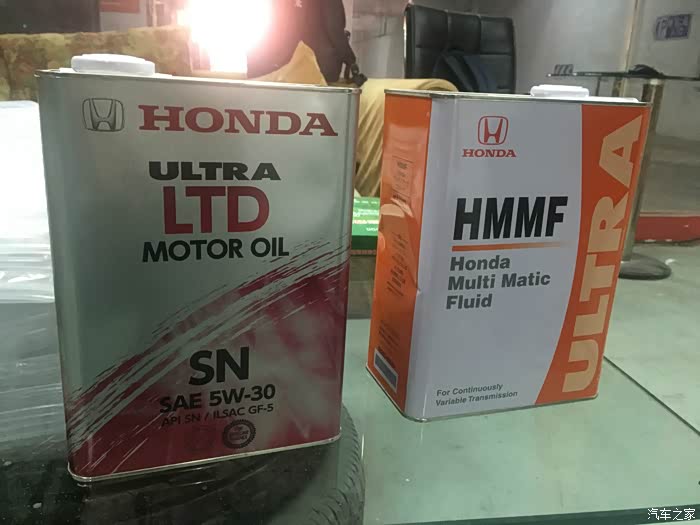 HONDA
ULTRA
LTD
MOTOR OIL
SN
SAE 5W-30
API SN / ILSAC GF-5
HONDA
HMMF
Honda
Multi Matic
Fluid
For Continuously
Variable Transmission
ULTRA
汽车之家